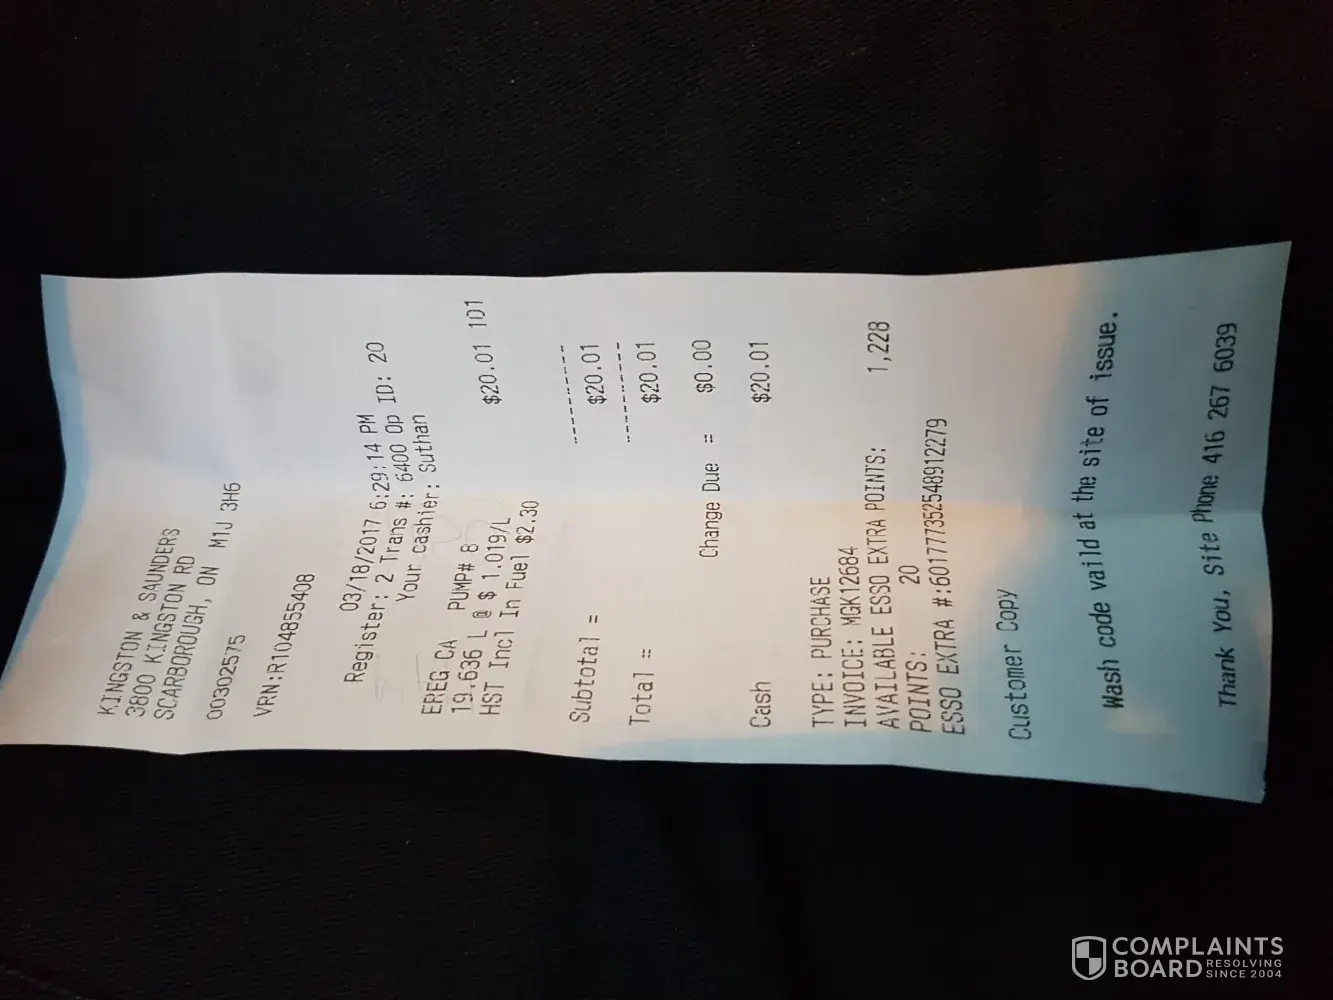 KINGSTON & SAUNDERS
3800 KINGSTON RD
SCARBOROUGH, ON M1J 3H6
00302575
VRN:R104855408
03/18/2017 6:29:14 PM
Register: 2 Trans #: 6400 Op ID: 20
Your cashier: Suthan
EREG CA PUMP# 8 $20.01 101
19.636 L @ $ 1.019/L
HST Incl In Fuel $2.30
Subtotal = $20.01
Total = $20.01
Change Due = $0.00
Cash $20.01
TYPE: PURCHASE
INVOICE: MGK12684
AVAILABLE ESSO EXTRA POINTS: 1,228
POINTS: 20
ESSO EXTRA #:601777352548912279
Customer Copy
Wash code vaild at the site of issue.
Thank You, Site Phone 416 267 6039
COMPLAINTS
BOARD RESOLVING
SINCE 2004